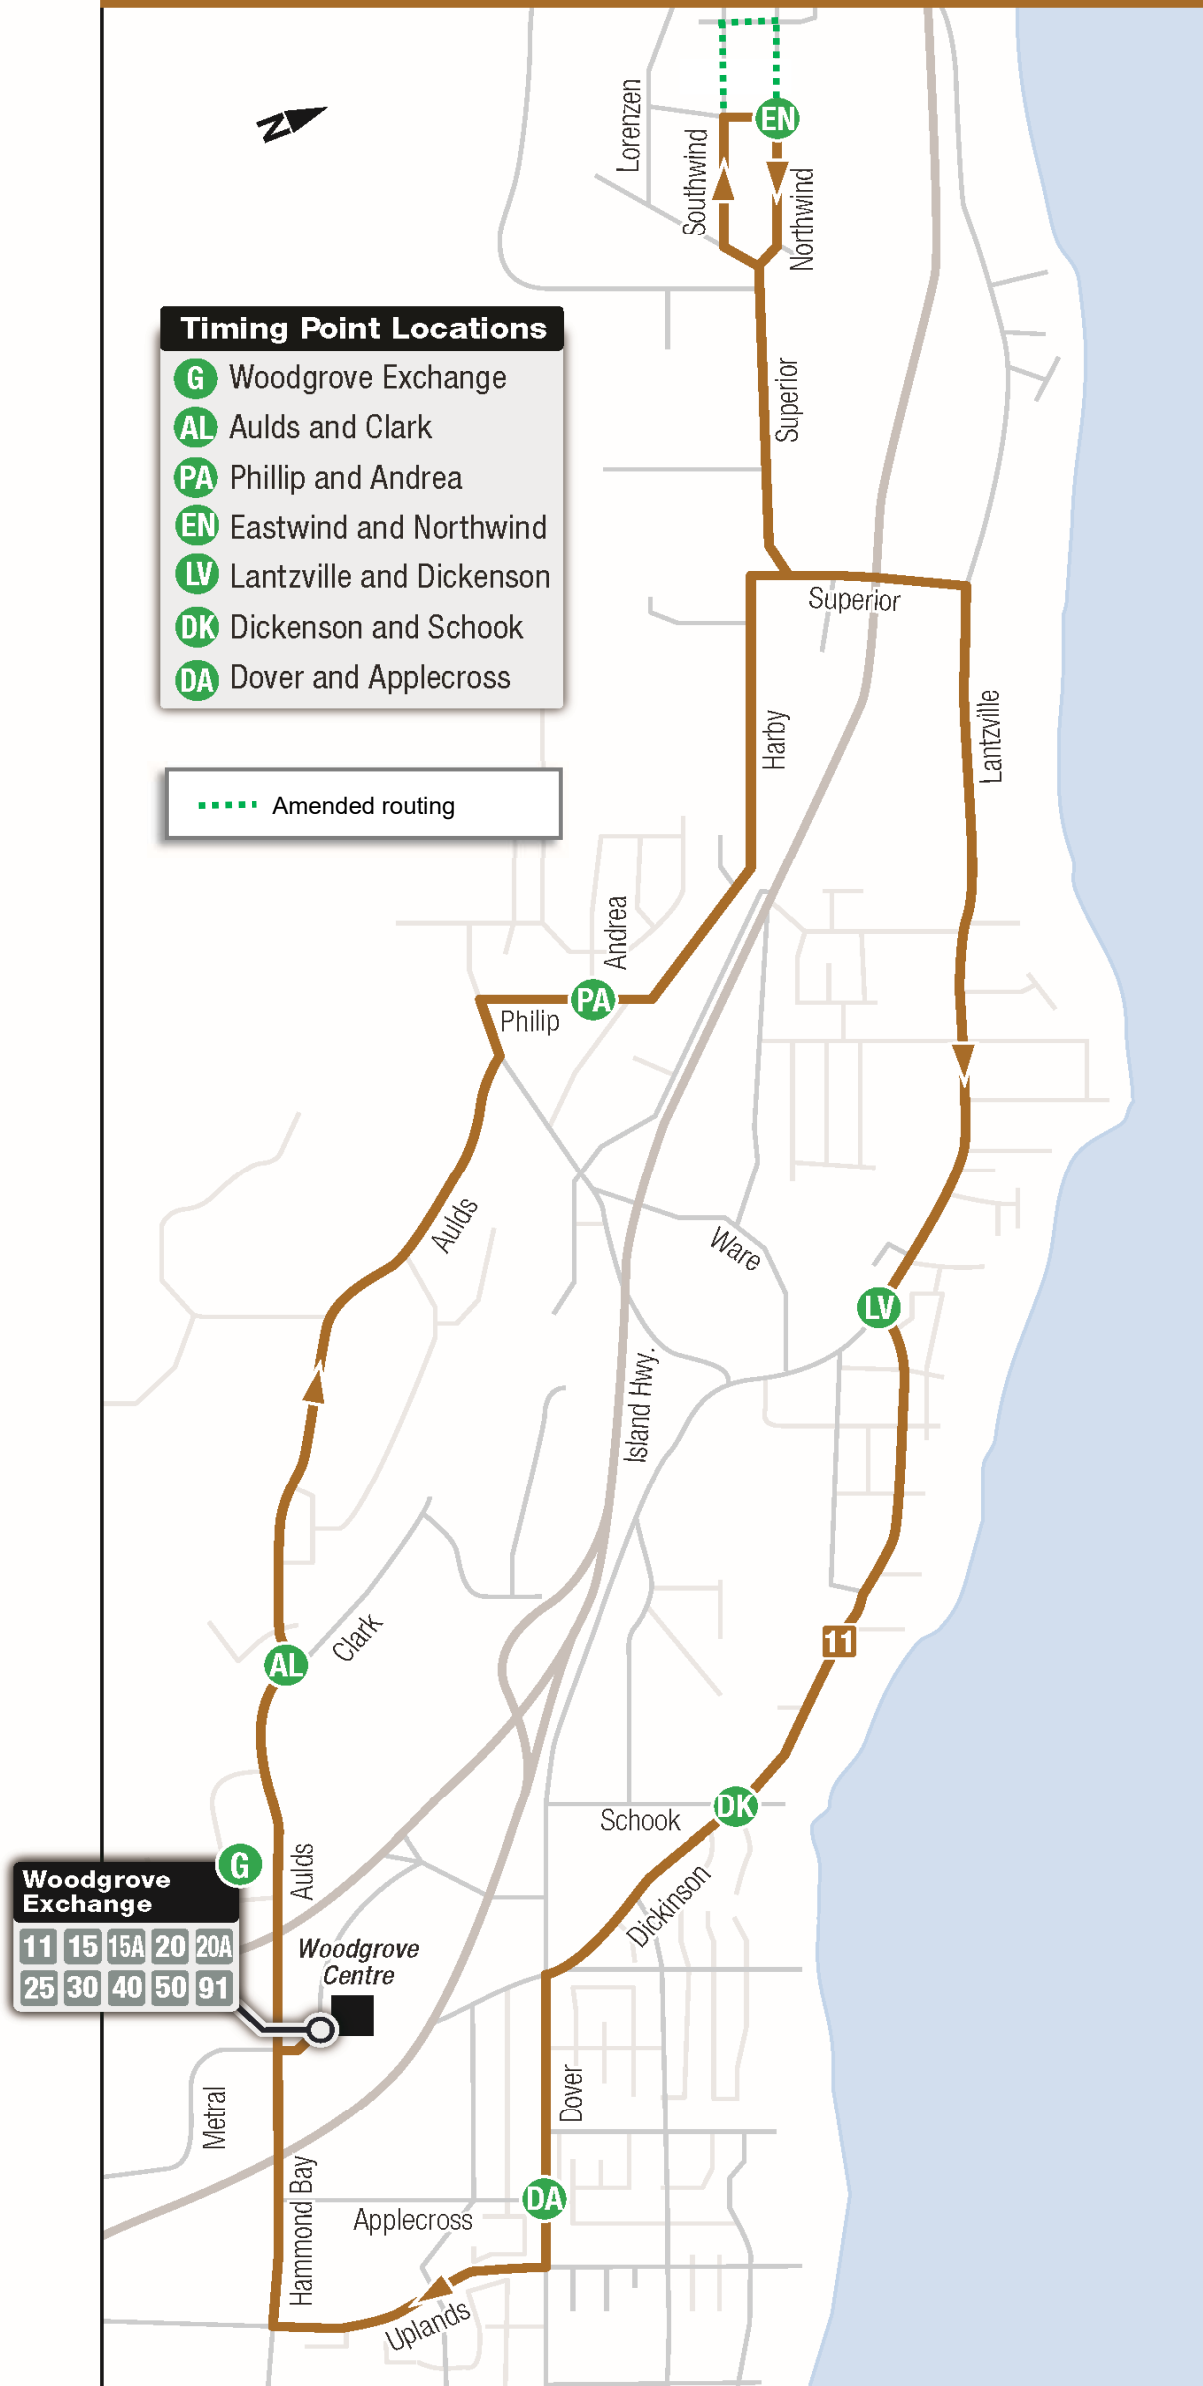 N
Lorenzen
Southwind
EN
Northwind
Timing Point Locations
G Woodgrove Exchange
AL Aulds and Clark
PA Phillip and Andrea
EN Eastwind and Northwind
LV Lantzville and Dickenson
DK Dickenson and Schook
DA Dover and Applecross
Superior
Superior
Harby
Lantzville
Amended routing
Andrea
PA
Philip
Aulds
Ware
LV
Island Hwy.
Clark
11
AL
DK
Schook
Aulds
G
Dickinson
Woodgrove
Exchange
11 15 15A 20 20A
25 30 40 50 91
Woodgrove
Centre
Metral
Dover
Hammond Bay
DA
Applecross
Uplands